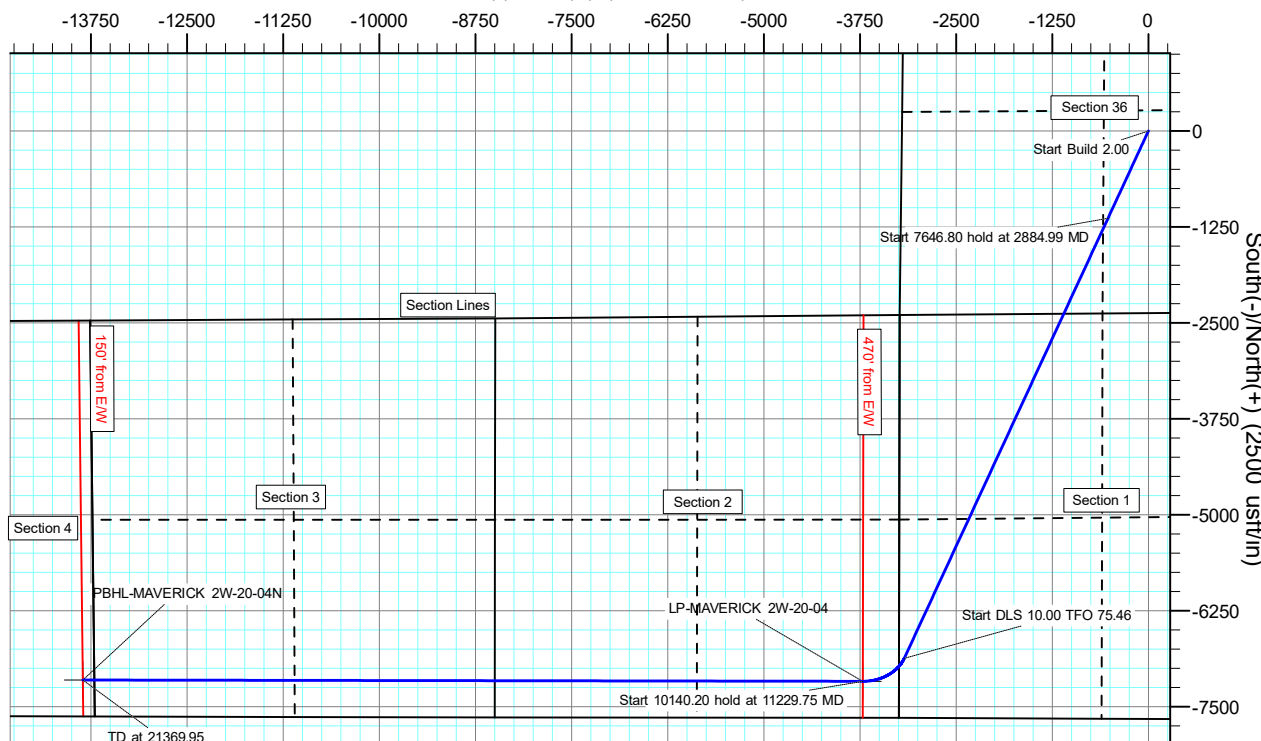 -13750 -12500 -11250 -10000 -8750 -7500 -6250 -5000 -3750 -2500 -1250 0
Section 36
0
Start Build 2.00
-1250
Start 7646.80 hold at 2884.99 MD
South(-)/North(+) (2500 usft/in)
Section Lines
-2500
150' from E/W
470' from E/W
-3750
Section 3
Section 2
Section 1
Section 4
-5000
PBHL-MAVERICK 2W-20-04N
LP-MAVERICK 2W-20-04
Start DLS 10.00 TFO 75.46
-6250
Start 10140.20 hold at 11229.75 MD
-7500
TD at 21369.95